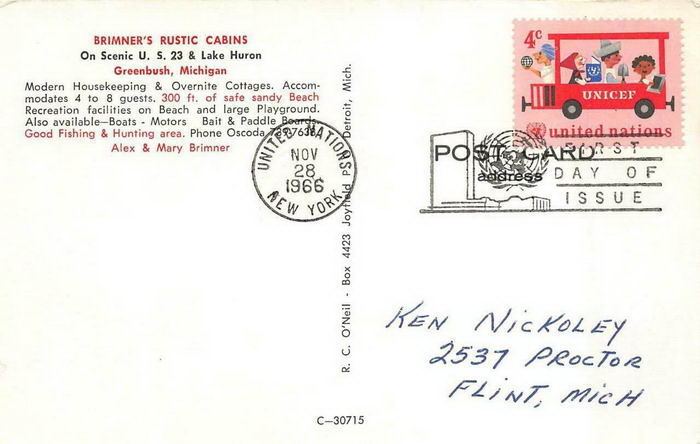 BRIMNER'S RUSTIC CABINS
On Scenic U. S. 23 & Lake Huron
Greenbush, Michigan
Modern Housekeeping & Overnite Cottages. Accom-
modates 4 to 8 guests. 300 ft. of safe sandy Beach
Recreation facilities on Beach and large Playground.
Also available—Boats - Motors Bait & Paddle Boards
Good Fishing & Hunting area. Phone Oscoda
Alex & Mary Brimner
UNITED NATIONS
NOV
28
1966
NEW YORK
R. C. O'Neil - Box 4423 Joyfield Detroit, Mich.
4c
UNICEF
united nations
POST CARD
address
FIRST
DAY OF
ISSUE
KEN NICKOLEY
2537 PROCTOR
FLINT, MICH
C—30715